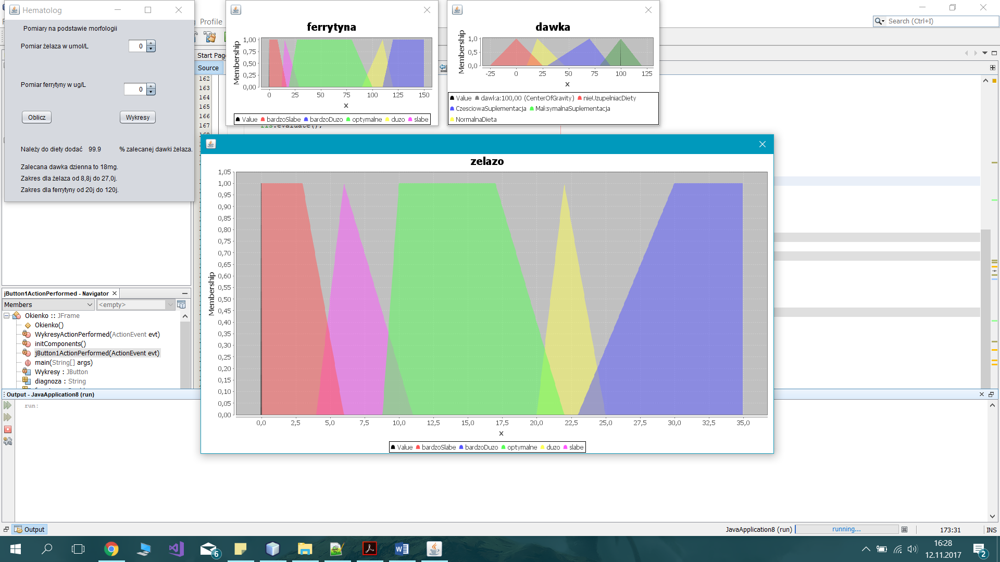 Hematolog
Pomiary na podstawie morfologii
Pomiar żelaza w umol/L
0
Pomiar ferrytyny w ug/L
0
Oblicz
Wykresy
Należy do diety dodać 99.9 % zalecanej dawki żelaza.
Zalecana dawka dzienna to 18mg.
Zakres dla żelaza od 8,8j do 27,0j.
Zakres dla ferrytyny od 20j do 120j.
Profile
Search (Ctrl+I)
Start Page
Source
162
163
164
165
166
167
ferrytyna
Membership
1,00
0,75
0,50
0,25
0,00
0 25 50 75 100 125 150
x
Value bardzoSlabe bardzoDuzo optymalne duzo slabe
dawka
Membership
1,0
0,5
0,0
-25 0 25 50 75 100 125
x
Value dawka:100,00 (CenterOfGravity) nieUzupelniacDiety
CzesciowaSuplementacja MaksymalnaSuplementacja
NormalnaDieta
fis.evaluate();
zelazo
Membership
1,05
1,00
0,95
0,90
0,85
0,80
0,75
0,70
0,65
0,60
0,55
0,50
0,45
0,40
0,35
0,30
0,25
0,20
0,15
0,10
0,05
0,00
0,0 2,5 5,0 7,5 10,0 12,5 15,0 17,5 20,0 22,5 25,0 27,5 30,0 32,5 35,0
x
Value bardzoSlabe bardzoDuzo optymalne duzo slabe
jButton1ActionPerformed - Navigator
Members
<empty>
Okienko :: JFrame
Okienko()
WykresyActionPerformed(ActionEvent evt)
initComponents()
jButton1ActionPerformed(ActionEvent evt)
main(String[] args)
Wykresy : JButton
diagnoza : String
Output - JavaApplication8 (run)
run:
Output
JavaApplication8 (run)
running...
173:31
INS
6
16:28
12.11.2017
2